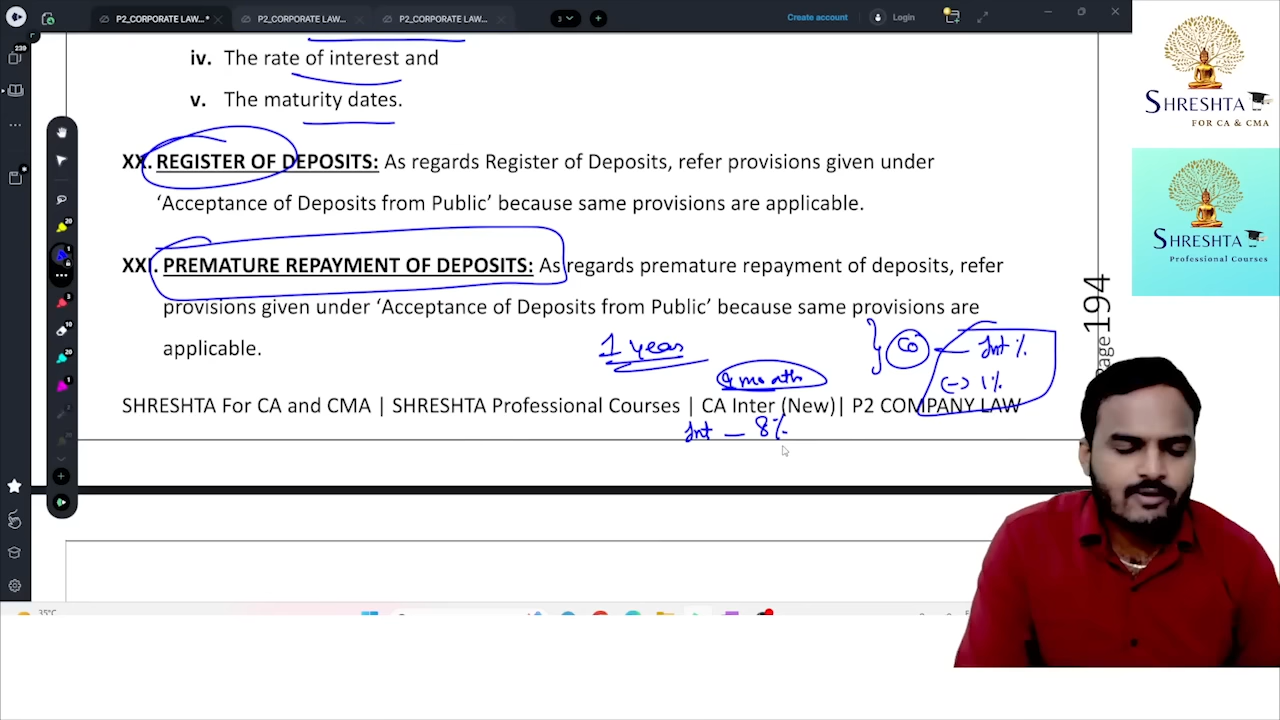 P2_CORPORATE LAW...* P2_CORPORATE LAW... P2_CORPORATE LAW... 3 Create account Login
239
iv. The rate of interest and
v. The maturity dates.
XX. REGISTER OF DEPOSITS: As regards Register of Deposits, refer provisions given under
‘Acceptance of Deposits from Public’ because same provisions are applicable.
XXI. PREMATURE REPAYMENT OF DEPOSITS: As regards premature repayment of deposits, refer
provisions given under ‘Acceptance of Deposits from Public’ because same provisions are
applicable.
1 year
Co — Int %
month
(-) 1%
SHRESHTA For CA and CMA | SHRESHTA Professional Courses | CA Inter (New)| P2 COMPANY LAW
Int — 8%
Page 194
35°C
SHRESHTA
FOR CA & CMA
SHRESHTA
Professional Courses